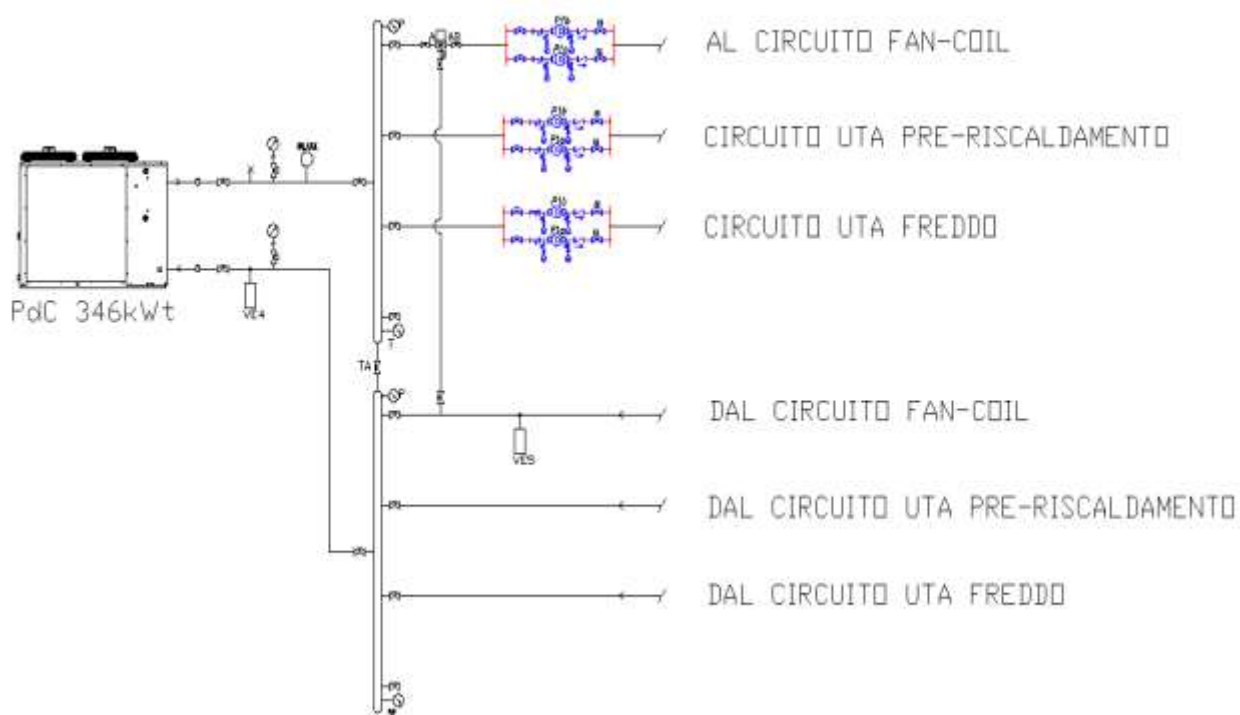 AL CIRCUITO FAN-COIL
CIRCUITO UTA PRE-RISCALDAMENTO
CIRCUITO UTA FREDDO
PdC 346kWt
VE4
TA
DAL CIRCUITO FAN-COIL
VE5
DAL CIRCUITO UTA PRE-RISCALDAMENTO
DAL CIRCUITO UTA FREDDO